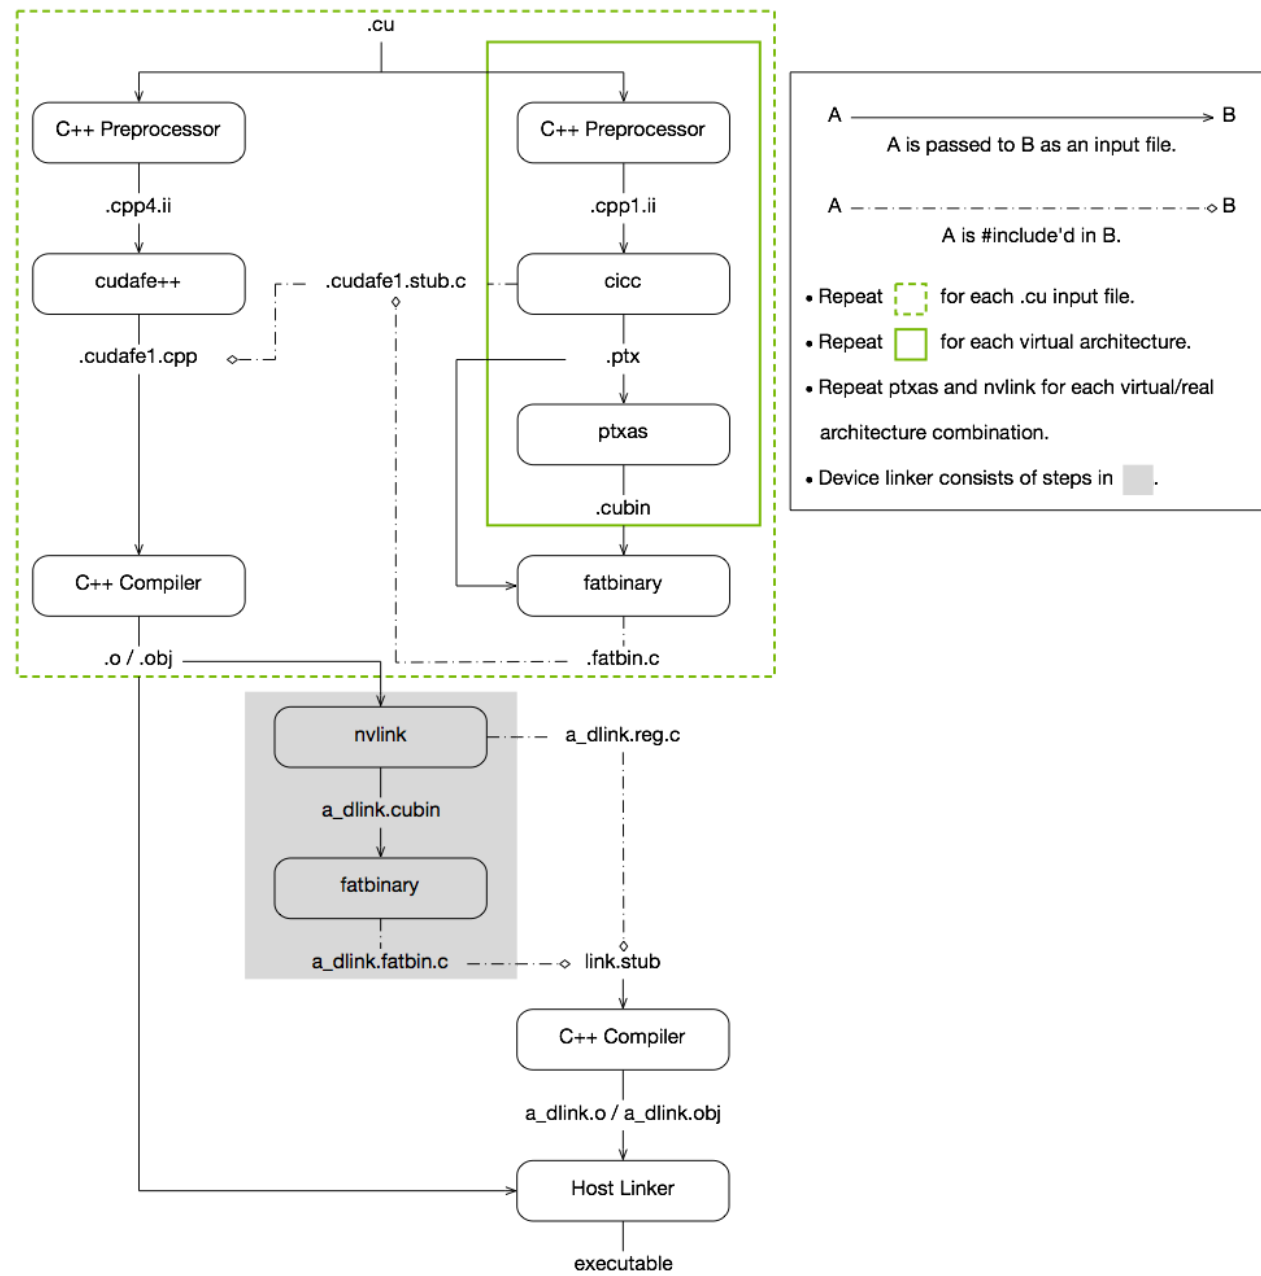 .cu
C++ Preprocessor
C++ Preprocessor
.cpp4.ii
.cpp1.ii
cudafe++
.cudafe1.stub.c
cicc
.cudafe1.cpp
.ptx
ptxas
.cubin
C++ Compiler
fatbinary
.o / .obj
.fatbin.c
nvlink
a_dlink.reg.c
a_dlink.cubin
fatbinary
a_dlink.fatbin.c
link.stub
C++ Compiler
a_dlink.o / a_dlink.obj
Host Linker
executable
A B
A is passed to B as an input file.
A B
A is #include'd in B.
• Repeat for each .cu input file.
• Repeat for each virtual architecture.
• Repeat ptxas and nvlink for each virtual/real
architecture combination.
• Device linker consists of steps in .